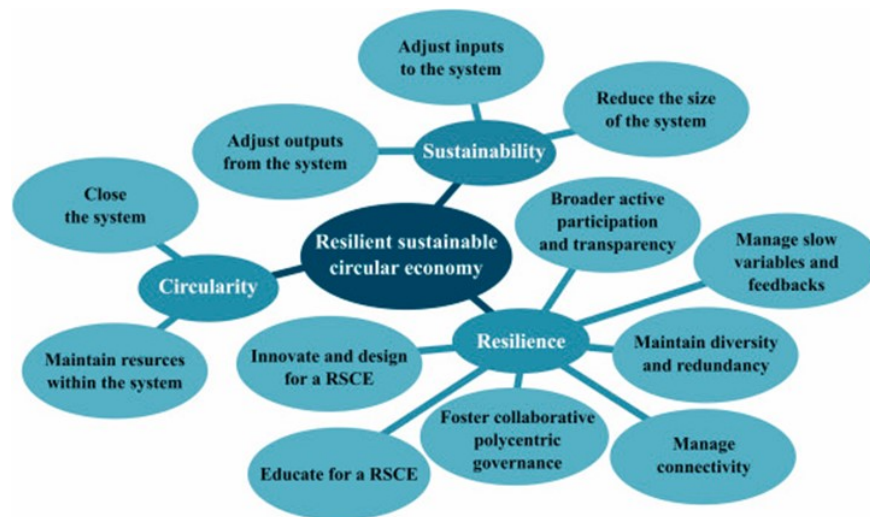 Adjust inputs
to the system
Reduce the size
of the system
Adjust outputs
from the system
Sustainability
Close
the system
Broader active
participation
and transparency
Resilient sustainable
circular economy
Manage slow
variables and
feedbacks
Circularity
Resilience
Maintain resurces
within the system
Innovate and design
for a RSCE
Maintain diversity
and redundancy
Foster collaborative
polycentric
governance
Manage
connectivity
Educate for a RSCE